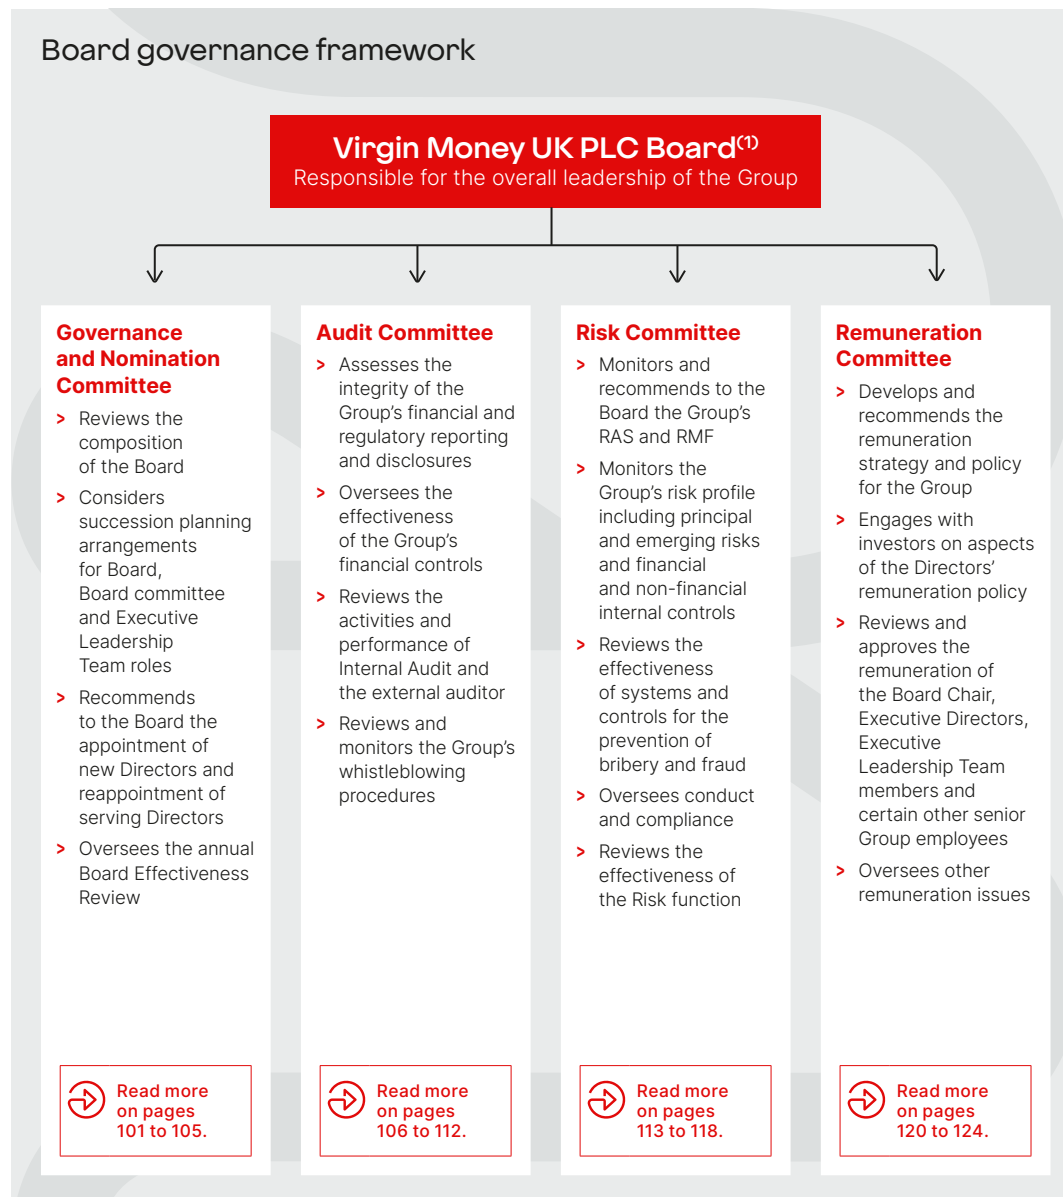 Board governance framework
Virgin Money UK PLC Board(1)
Responsible for the overall leadership of the Group
Governance
and Nomination
Committee
> Reviews the
composition
of the Board
> Considers
succession planning
arrangements
for Board,
Board committee
and Executive
Leadership
Team roles
> Recommends
to the Board the
appointment of
new Directors and
reappointment of
serving Directors
> Oversees the annual
Board Effectiveness
Review
Read more
on pages
101 to 105.
Audit Committee
> Assesses the
integrity of the
Group's financial and
regulatory reporting
and disclosures
> Oversees the
effectiveness
of the Group's
financial controls
> Reviews the
activities and
performance of
Internal Audit and
the external auditor
> Reviews and
monitors the Group's
whistleblowing
procedures
Read more
on pages
106 to 112.
Risk Committee
> Monitors and
recommends to the
Board the Group's
RAS and RMF
> Monitors the
Group's risk profile
including principal
and emerging risks
and financial
and non-financial
internal controls
> Reviews the
effectiveness
of systems and
controls for the
prevention of
bribery and fraud
> Oversees conduct
and compliance
> Reviews the
effectiveness of
the Risk function
Read more
on pages
113 to 118.
Remuneration
Committee
> Develops and
recommends the
remuneration
strategy and policy
for the Group
> Engages with
investors on aspects
of the Directors'
remuneration policy
> Reviews and
approves the
remuneration of
the Board Chair,
Executive Directors,
Executive
Leadership Team
members and
certain other senior
Group employees
> Oversees other
remuneration issues
Read more
on pages
120 to 124.